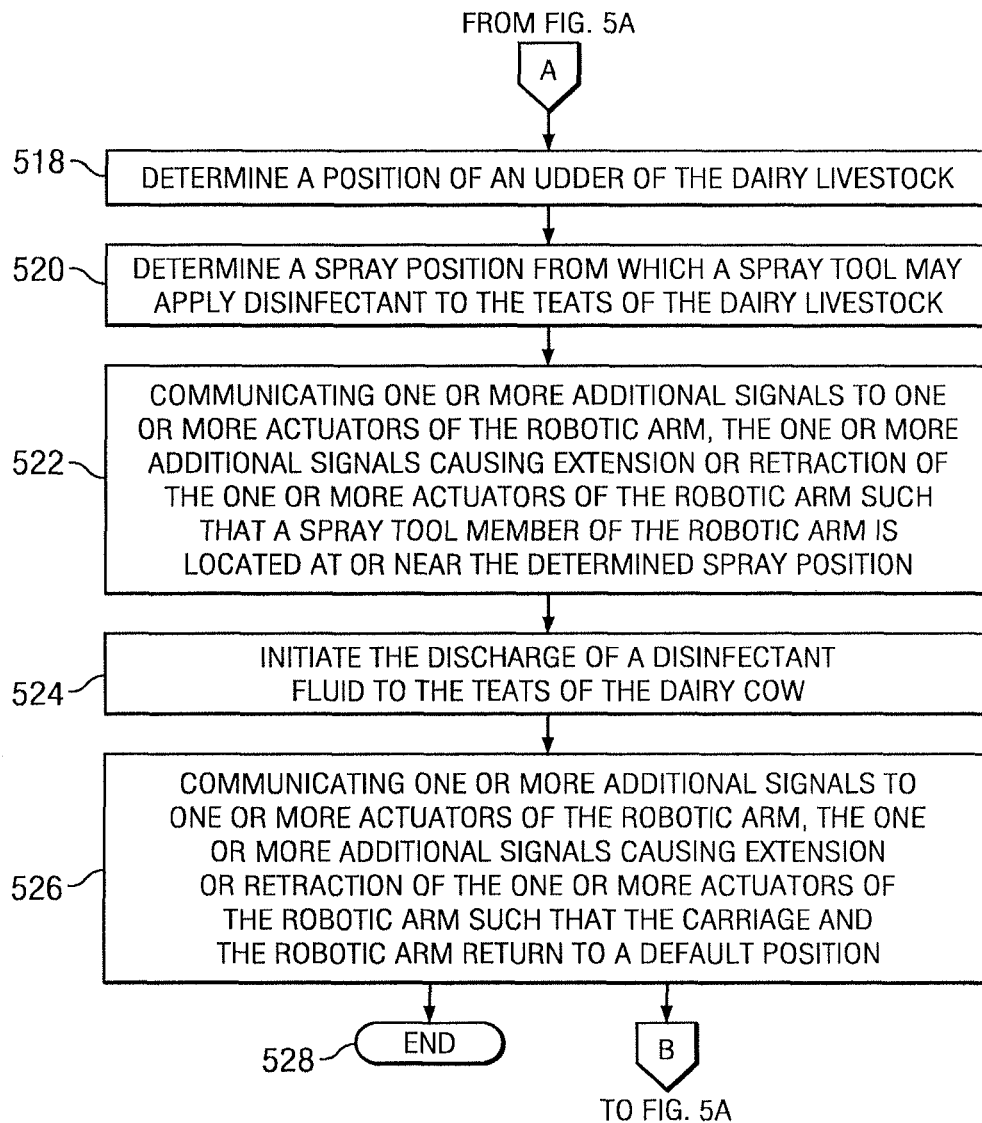 FROM FIG. 5A
A
518
DETERMINE A POSITION OF AN UDDER OF THE DAIRY LIVESTOCK
520
DETERMINE A SPRAY POSITION FROM WHICH A SPRAY TOOL MAY
APPLY DISINFECTANT TO THE TEATS OF THE DAIRY LIVESTOCK
522
COMMUNICATING ONE OR MORE ADDITIONAL SIGNALS TO ONE
OR MORE ACTUATORS OF THE ROBOTIC ARM, THE ONE OR MORE
ADDITIONAL SIGNALS CAUSING EXTENSION OR RETRACTION OF
THE ONE OR MORE ACTUATORS OF THE ROBOTIC ARM SUCH
THAT A SPRAY TOOL MEMBER OF THE ROBOTIC ARM IS
LOCATED AT OR NEAR THE DETERMINED SPRAY POSITION
524
INITIATE THE DISCHARGE OF A DISINFECTANT
FLUID TO THE TEATS OF THE DAIRY COW
526
COMMUNICATING ONE OR MORE ADDITIONAL SIGNALS TO
ONE OR MORE ACTUATORS OF THE ROBOTIC ARM, THE ONE
OR MORE ADDITIONAL SIGNALS CAUSING EXTENSION
OR RETRACTION OF THE ONE OR MORE ACTUATORS OF
THE ROBOTIC ARM SUCH THAT THE CARRIAGE AND
THE ROBOTIC ARM RETURN TO A DEFAULT POSITION
528
END
B
TO FIG. 5A